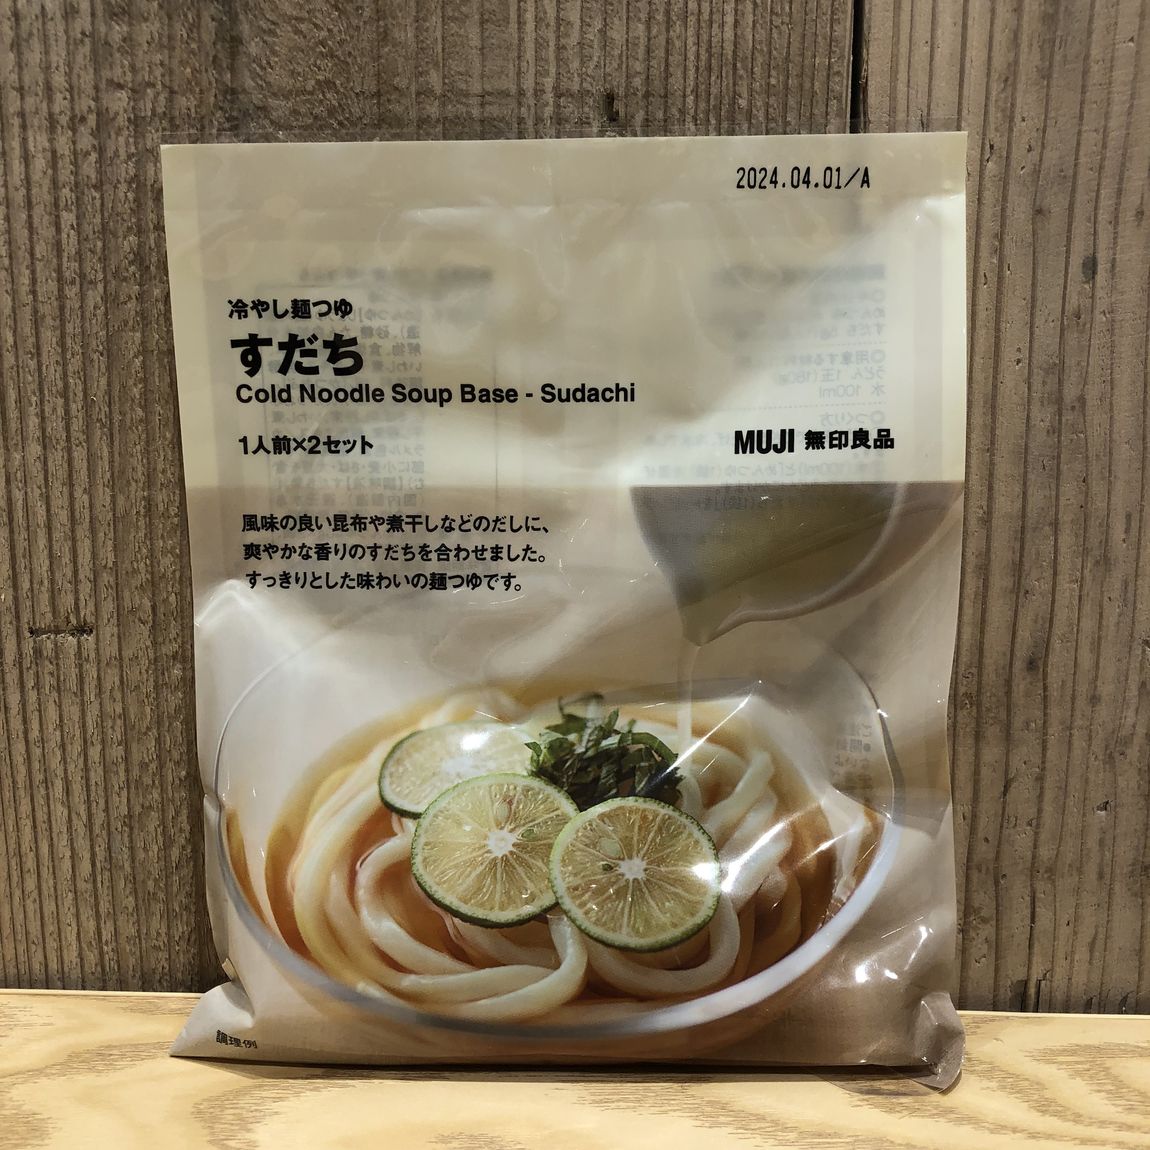 2024.04.01/A
冷やし麺つゆ
すだち
Cold Noodle Soup Base - Sudachi
1人前×2セット
MUJI 無印良品
風味の良い昆布や煮干しなどのだしに、
爽やかな香りのすだちを合わせました。
すっきりとした味わいの麺つゆです。
調理例